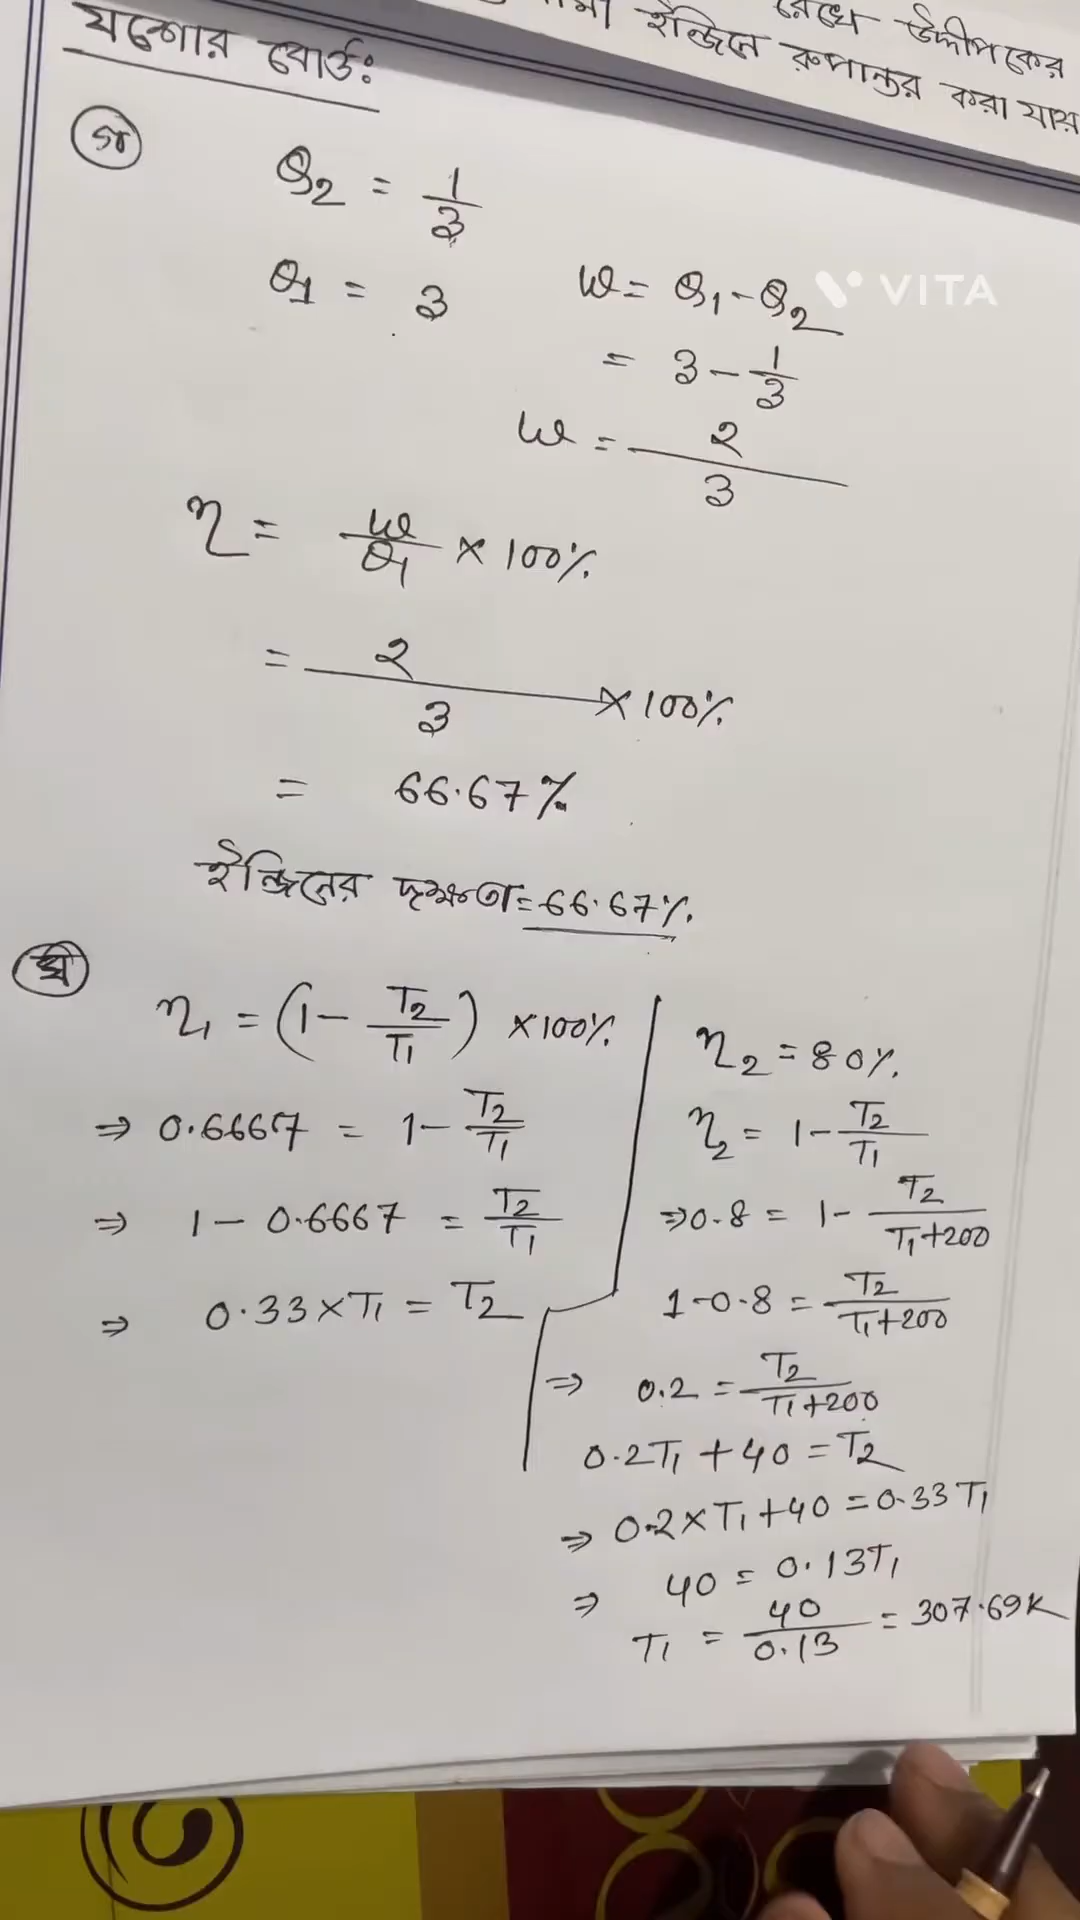 রেখে উদ্দীপকের
ইঞ্জিনে রূপান্তর করা যায়
যশোর বোর্ড:
গ
Q2 = 1/3
Q1 = 3
W = Q1 - Q2
VITA
= 3 - 1/3
W = 2/3
η = W/Q1 × 100%
= 2/3 × 100%
= 66.67%
ইঞ্জিনের দক্ষতা = 66.67%
ঘ
η1 = (1 - T2/T1) × 100%
⇒ 0.6667 = 1 - T2/T1
⇒ 1 - 0.6667 = T2/T1
⇒ 0.33 × T1 = T2
η2 = 80%
η2 = 1 - T2/T1
⇒ 0.8 = 1 - T2/T1+200
1 - 0.8 = T2/T1+200
⇒ 0.2 = T2/T1+200
0.2T1 + 40 = T2
⇒ 0.2 × T1 + 40 = 0.33 T1
⇒ 40 = 0.13T1
T1 = 40/0.13 = 307.69K